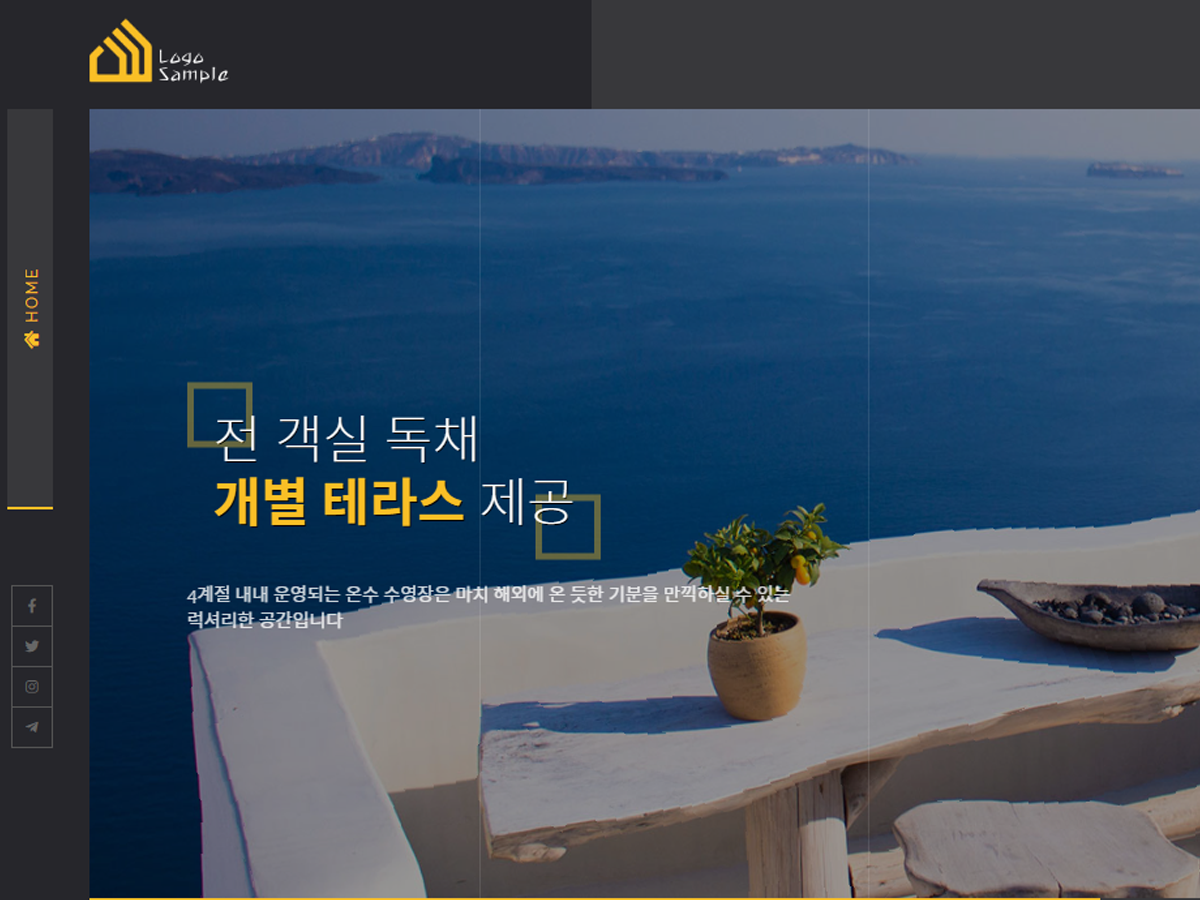 Logo
Sample
HOME
전 객실 독채
개별 테라스 제공
4계절 내내 운영되는 온수 수영장은 마치 해외에 온 듯한 기분을 만끽하실 수 있는
럭셔리한 공간입니다